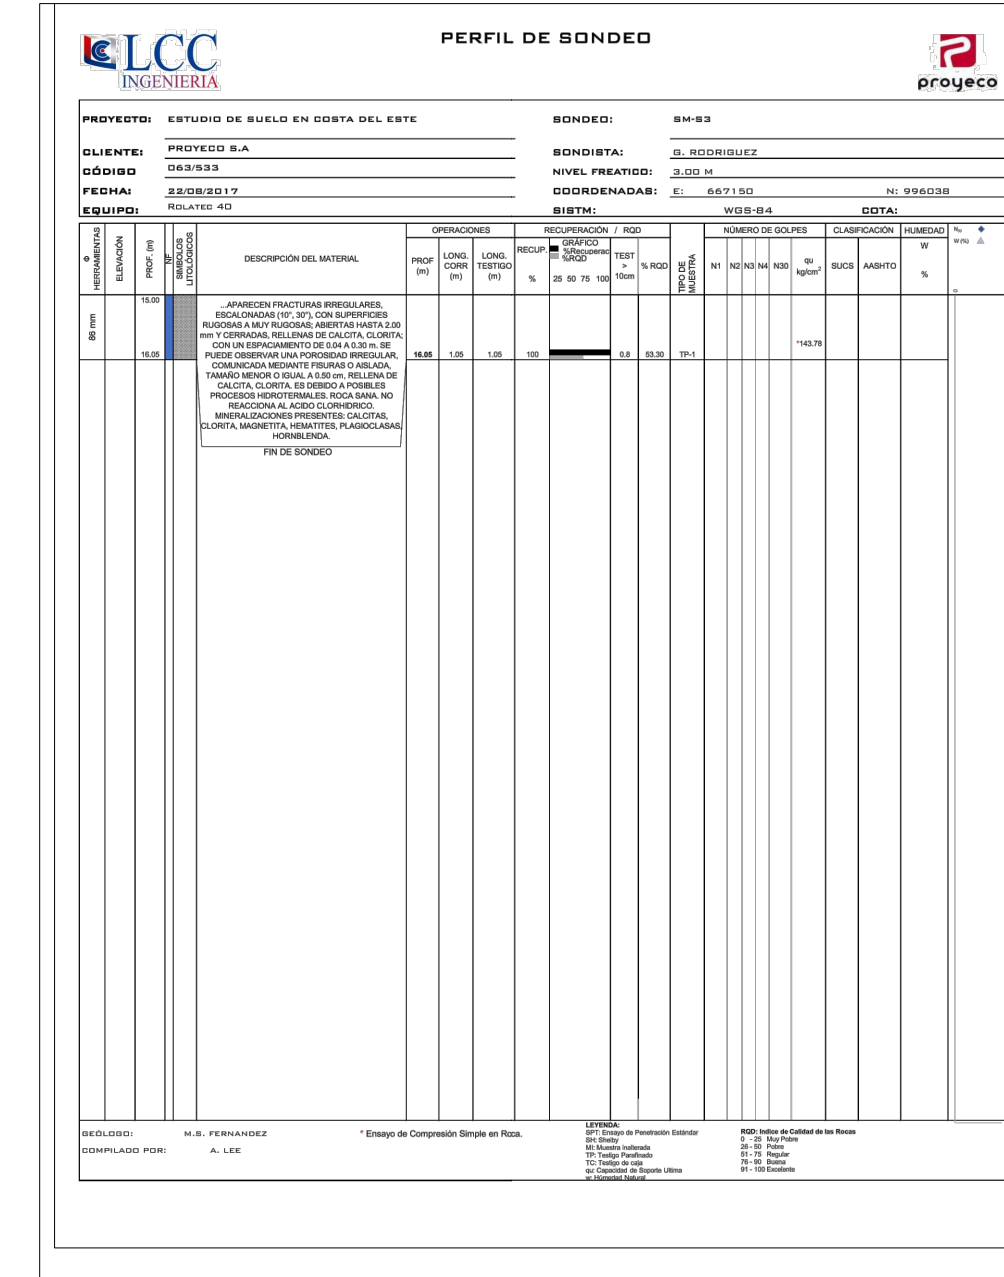 PERFIL DE SONDEO
LCC
INGENIERIA
proyeco
PROYECTO: ESTUDIO DE SUELO EN COSTA DEL ESTE
SONDEO: SM-S3
CLIENTE: PROYECO S.A
SONDISTA: G. RODRIGUEZ
CÓDIGO 063/533
NIVEL FREATICO: 3.00 M
FECHA: 22/08/2017
COORDENADAS: E: 667150 N: 996038
EQUIPO: ROLATEC 40
SISTM: WGS-84 COTA:
Φ HERRAMIENTAS
ELEVACIÓN
PROF. (m)
NF
SIMBOLOS LITOLÓGICOS
DESCRIPCIÓN DEL MATERIAL
OPERACIONES
PROF (m)
LONG. CORR (m)
LONG. TESTIGO (m)
RECUPERACIÓN / RQD
RECUP. %
GRÁFICO
%Recuperac
%RQD
25 50 75 100
TEST > 10cm
% RQD
TIPO DE MUESTRA
NÚMERO DE GOLPES
N1 N2 N3 N4 N30
qu kg/cm2
CLASIFICACIÓN
SUCS AASHTO
HUMEDAD
W
%
N30
W (%)
0
86 mm
15.00
16.05
...APARECEN FRACTURAS IRREGULARES,
ESCALONADAS (10°, 30°), CON SUPERFICIES
RUGOSAS A MUY RUGOSAS; ABIERTAS HASTA 2.00
mm Y CERRADAS, RELLENAS DE CALCITA, CLORITA;
CON UN ESPACIAMIENTO DE 0.04 A 0.30 m. SE
PUEDE OBSERVAR UNA POROSIDAD IRREGULAR,
COMUNICADA MEDIANTE FISURAS O AISLADA,
TAMAÑO MENOR O IGUAL A 0.50 cm, RELLENA DE
CALCITA, CLORITA. ES DEBIDO A POSIBLES
PROCESOS HIDROTERMALES. ROCA SANA. NO
REACCIONA AL ACIDO CLORHIDRICO.
MINERALIZACIONES PRESENTES: CALCITAS,
CLORITA, MAGNETITA, HEMATITES, PLAGIOCLASAS,
HORNBLENDA.
FIN DE SONDEO
16.05 1.05 1.05 100 0.8 53.30 TP-1
*143.78
GEÓLOGO: M.S. FERNANDEZ
COMPILADO POR: A. LEE
* Ensayo de Compresión Simple en Roca.
LEYENDA:
SPT: Ensayo de Penetración Estándar
SH: Shelby
MI: Muestra Inalterada
TP: Testigo Parafinado
TC: Testigo de caja
qu: Capacidad de Soporte Ultima
w: Húmedad Natural
RQD: Indice de Calidad de las Rocas
0 - 25 Muy Pobre
26 - 50 Pobre
51 - 75 Regular
76 - 90 Buena
91 - 100 Excelente